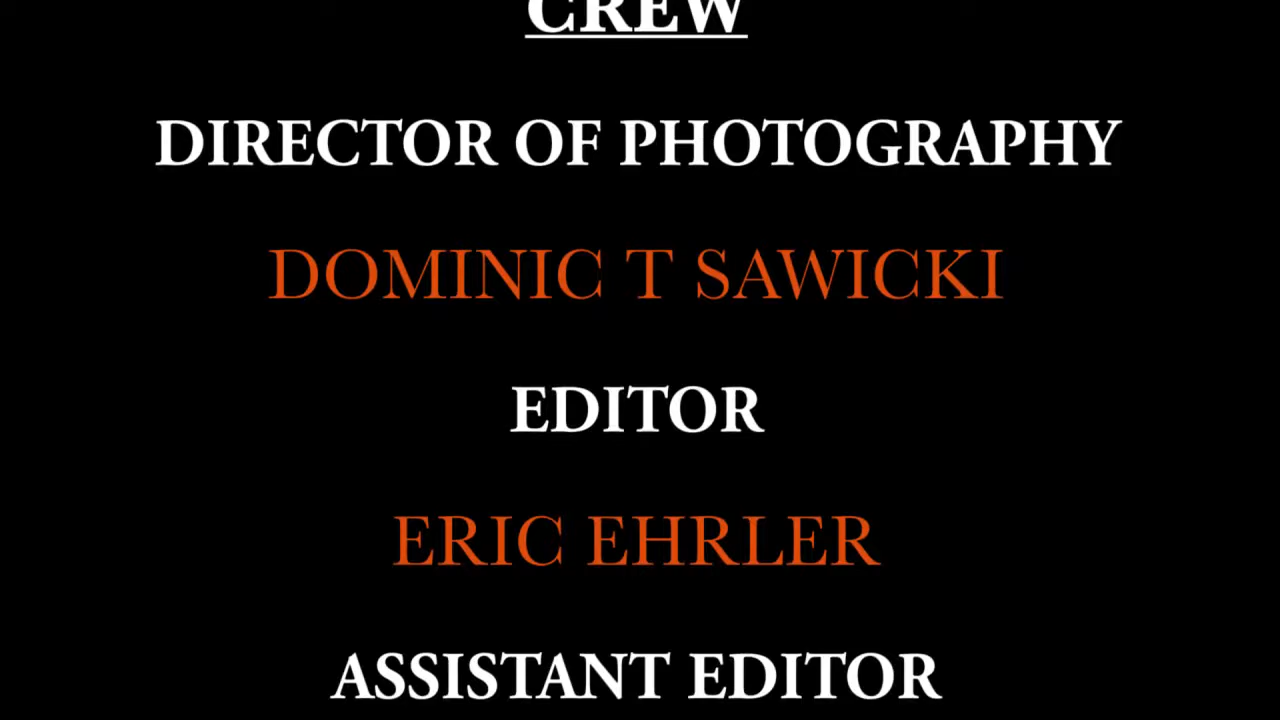 CREW
DIRECTOR OF PHOTOGRAPHY
DOMINIC T SAWICKI
EDITOR
ERIC EHRLER
ASSISTANT EDITOR